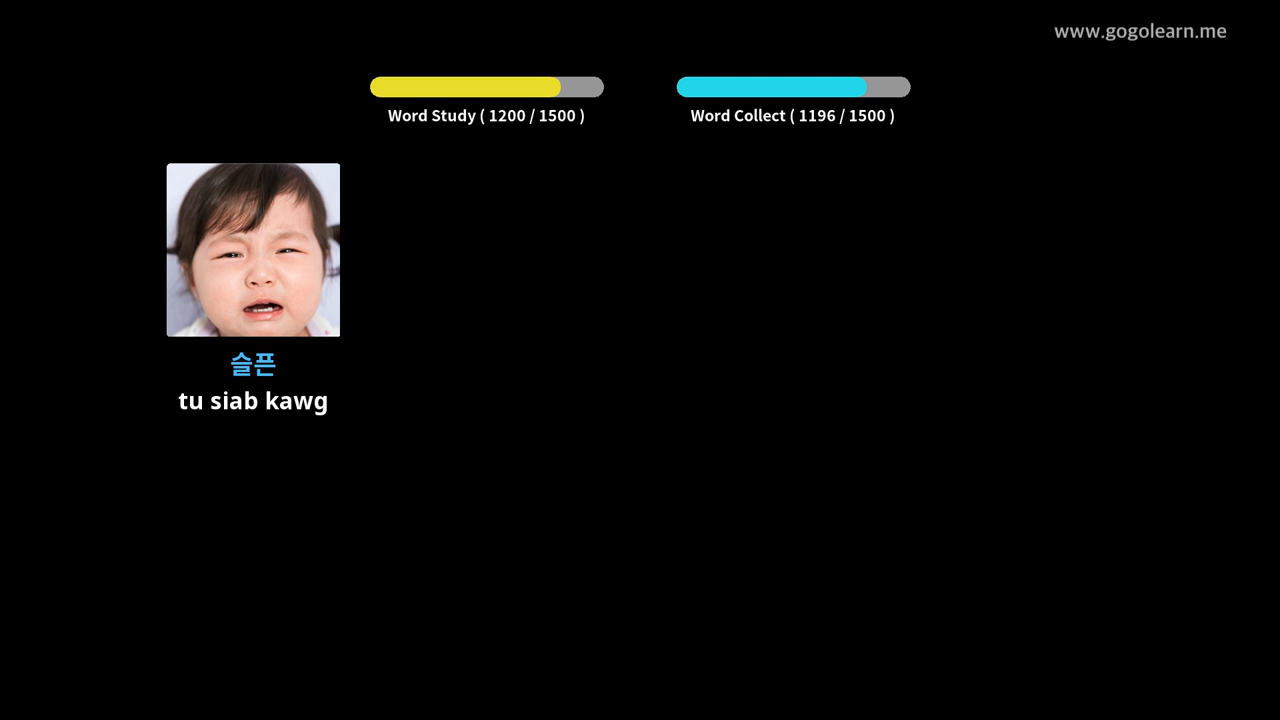 www.gogolearn.me
Word Study ( 1200 / 1500 )
Word Collect ( 1196 / 1500 )
슬픈
tu siab kawg